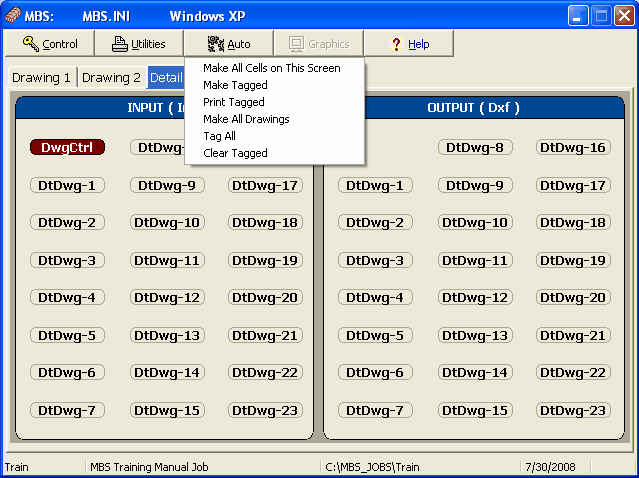 MBS: MBS.INI Windows XP
Control Utilities Auto Graphics ? Help
Drawing 1 Drawing 2 Detail
Make All Cells on This Screen
Make Tagged
Print Tagged
Make All Drawings
Tag All
Clear Tagged
INPUT ( OUTPUT ( Dxf )
DwgCtrl DwgDwg-8 DwgDwg-16
DtDwg-1 DtDwg-9 DtDwg-17 DtDwg-1 DtDwg-9 DtDwg-17
DtDwg-2 DtDwg-10 DtDwg-18 DtDwg-2 DtDwg-10 DtDwg-18
DtDwg-3 DtDwg-11 DtDwg-19 DtDwg-3 DtDwg-11 DtDwg-19
DtDwg-4 DtDwg-12 DtDwg-20 DtDwg-4 DtDwg-12 DtDwg-20
DtDwg-5 DtDwg-13 DtDwg-21 DtDwg-5 DtDwg-13 DtDwg-21
DtDwg-6 DtDwg-14 DtDwg-22 DtDwg-6 DtDwg-14 DtDwg-22
DtDwg-7 DtDwg-15 DtDwg-23 DtDwg-7 DtDwg-15 DtDwg-23
Train MBS Training Manual Job C:\MBS_JOBS\Train 7/30/2008